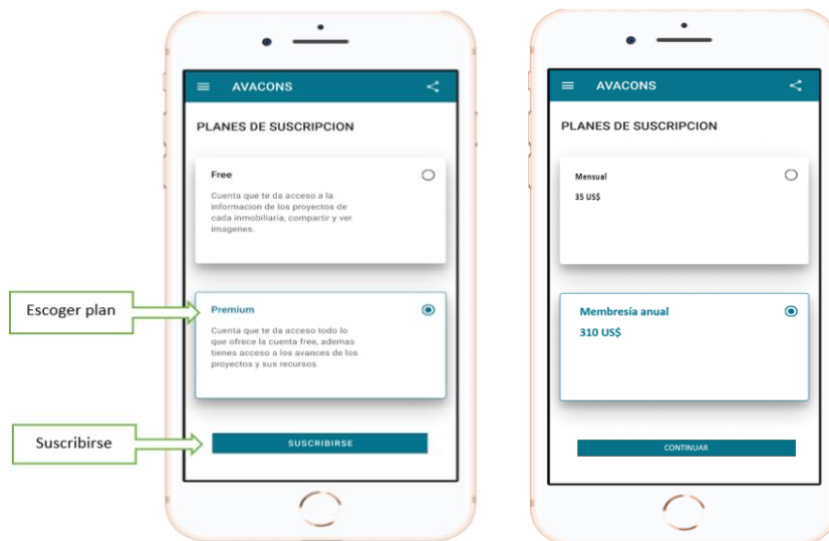 AVACONS
PLANES DE SUSCRIPCION
Free
Cuenta que te da acceso a la
informacion de los proyectos de
cada inmobiliaria, compartir y ver
imagenes.
Escoger plan
Premium
Cuenta que te da acceso todo lo
que ofrece la cuenta free, ademas
tienes acceso a los avances de los
proyectos y sus recursos
Suscribirse
SUSCRIBIRSE
AVACONS
PLANES DE SUSCRIPCION
Mensual
35 US$
Membresía anual
310 US$
CONTINUAR